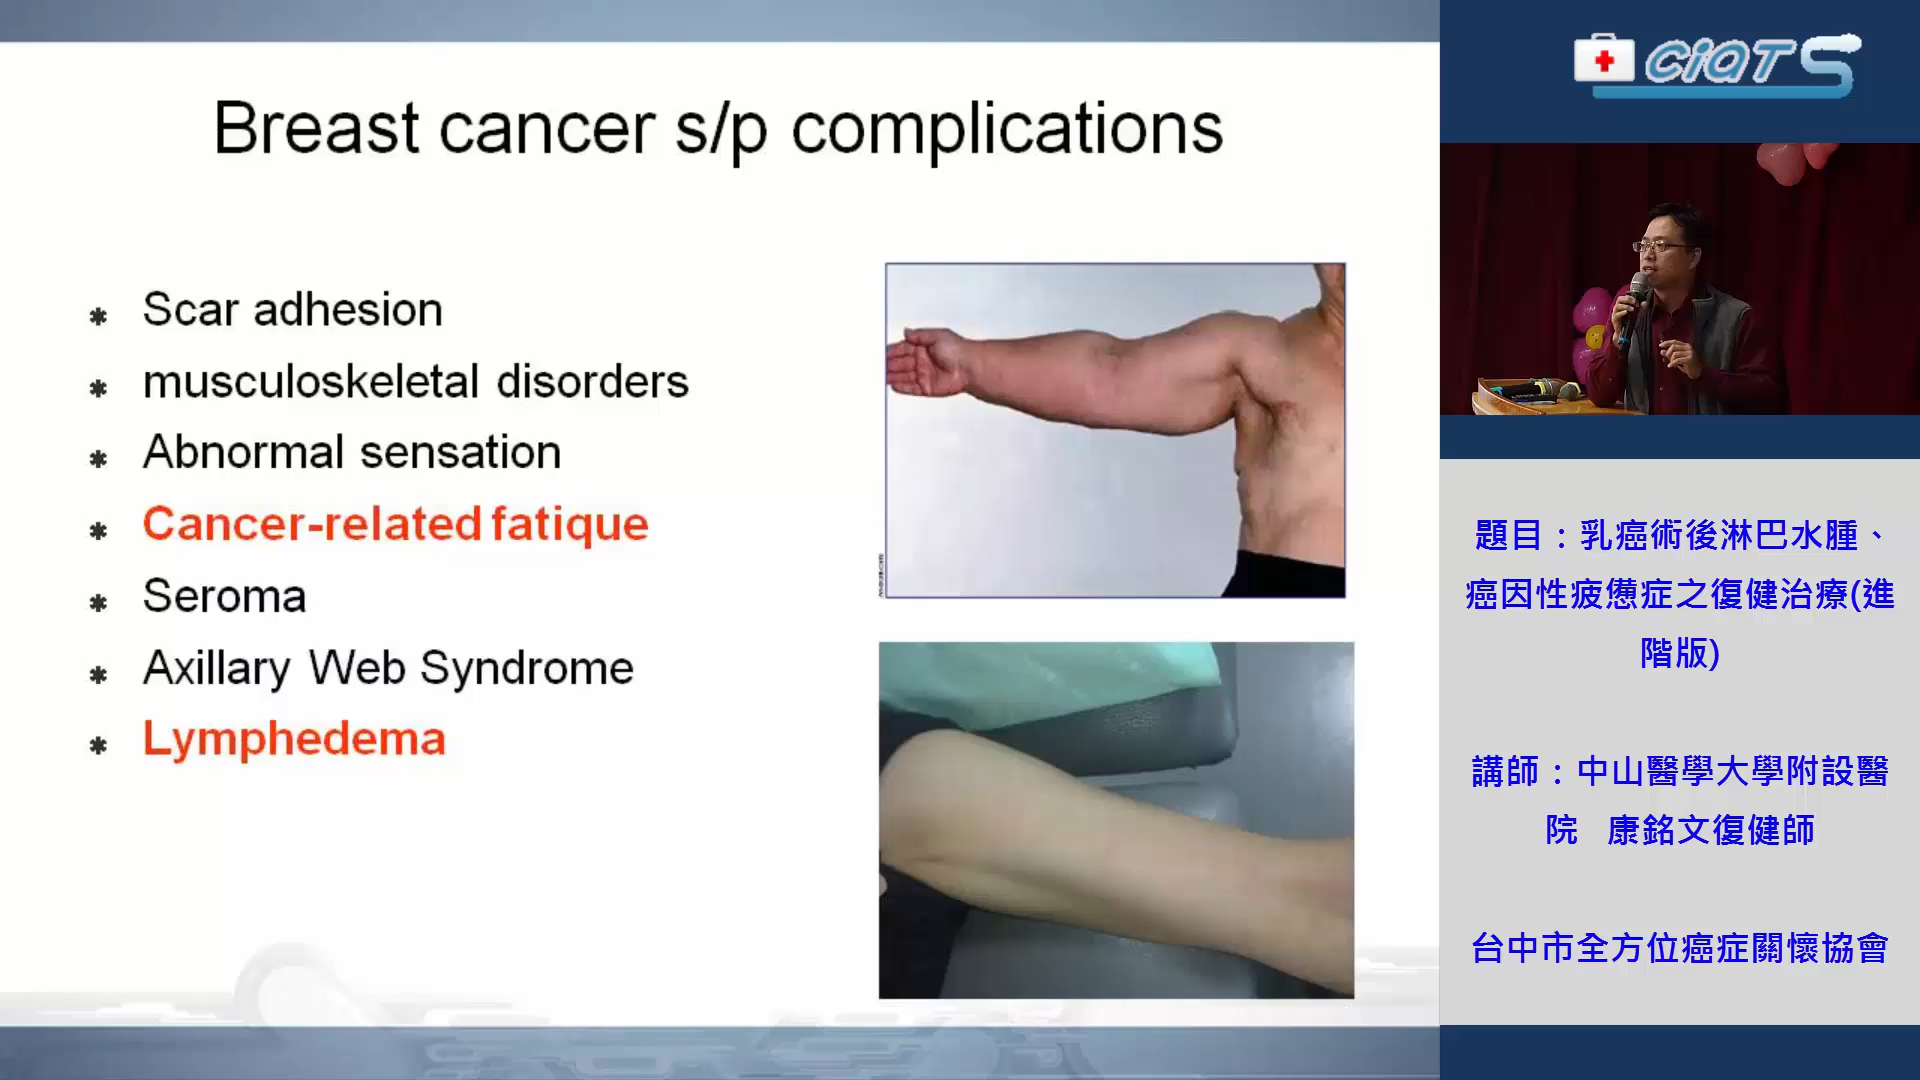 Breast cancer s/p complications
* Scar adhesion
* musculoskeletal disorders
* Abnormal sensation
* Cancer-related fatique
* Seroma
* Axillary Web Syndrome
* Lymphedema
ciaTS
題目：乳癌術後淋巴水腫、
癌因性疲憊症之復健治療(進
階版)
講師：中山醫學大學附設醫
院 康銘文復健師
台中市全方位癌症關懷協會